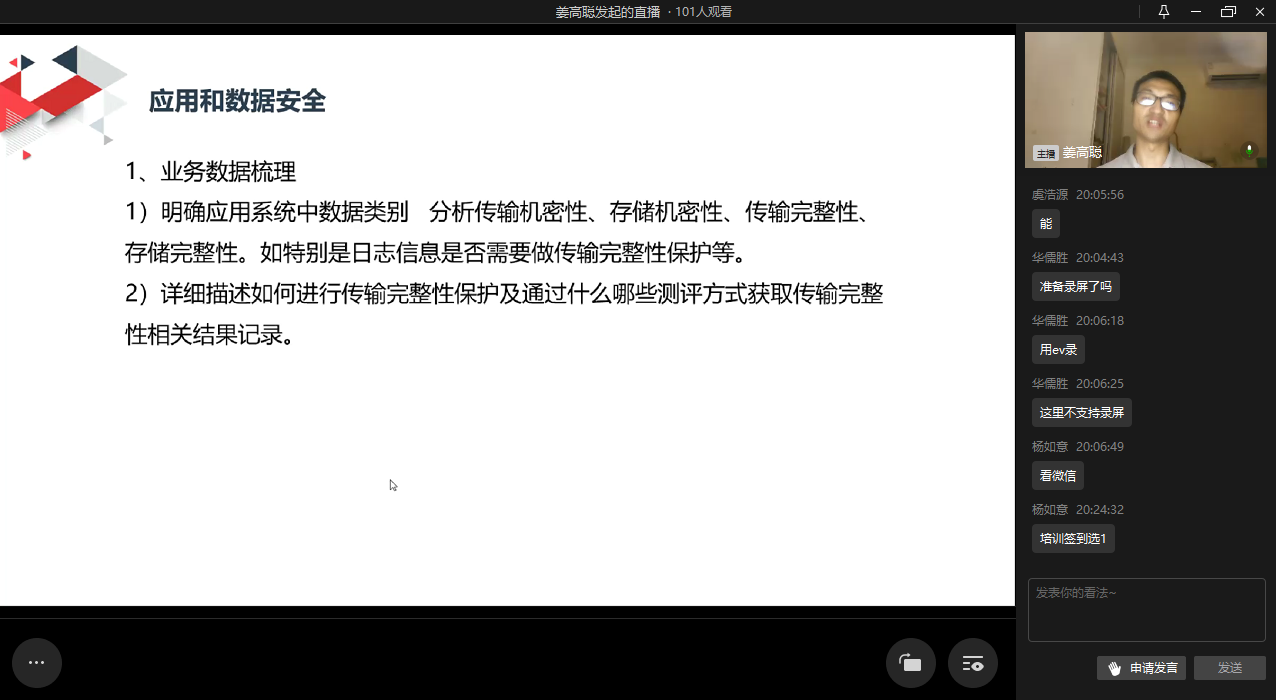 姜高聪发起的直播 · 101人观看
应用和数据安全
1、业务数据梳理
1）明确应用系统中数据类别 分析传输机密性、存储机密性、传输完整性、
存储完整性。如特别是日志信息是否需要做传输完整性保护等。
2）详细描述如何进行传输完整性保护及通过什么哪些测评方式获取传输完整
性相关结果记录。
主播 姜高聪
虞浩源 20:05:56
能
华儒胜 20:04:43
准备录屏了吗
华儒胜 20:06:18
用ev录
华儒胜 20:06:25
这里不支持录屏
杨如意 20:06:49
看微信
杨如意 20:24:32
培训签到选1
发表你的看法~
申请发言 发送